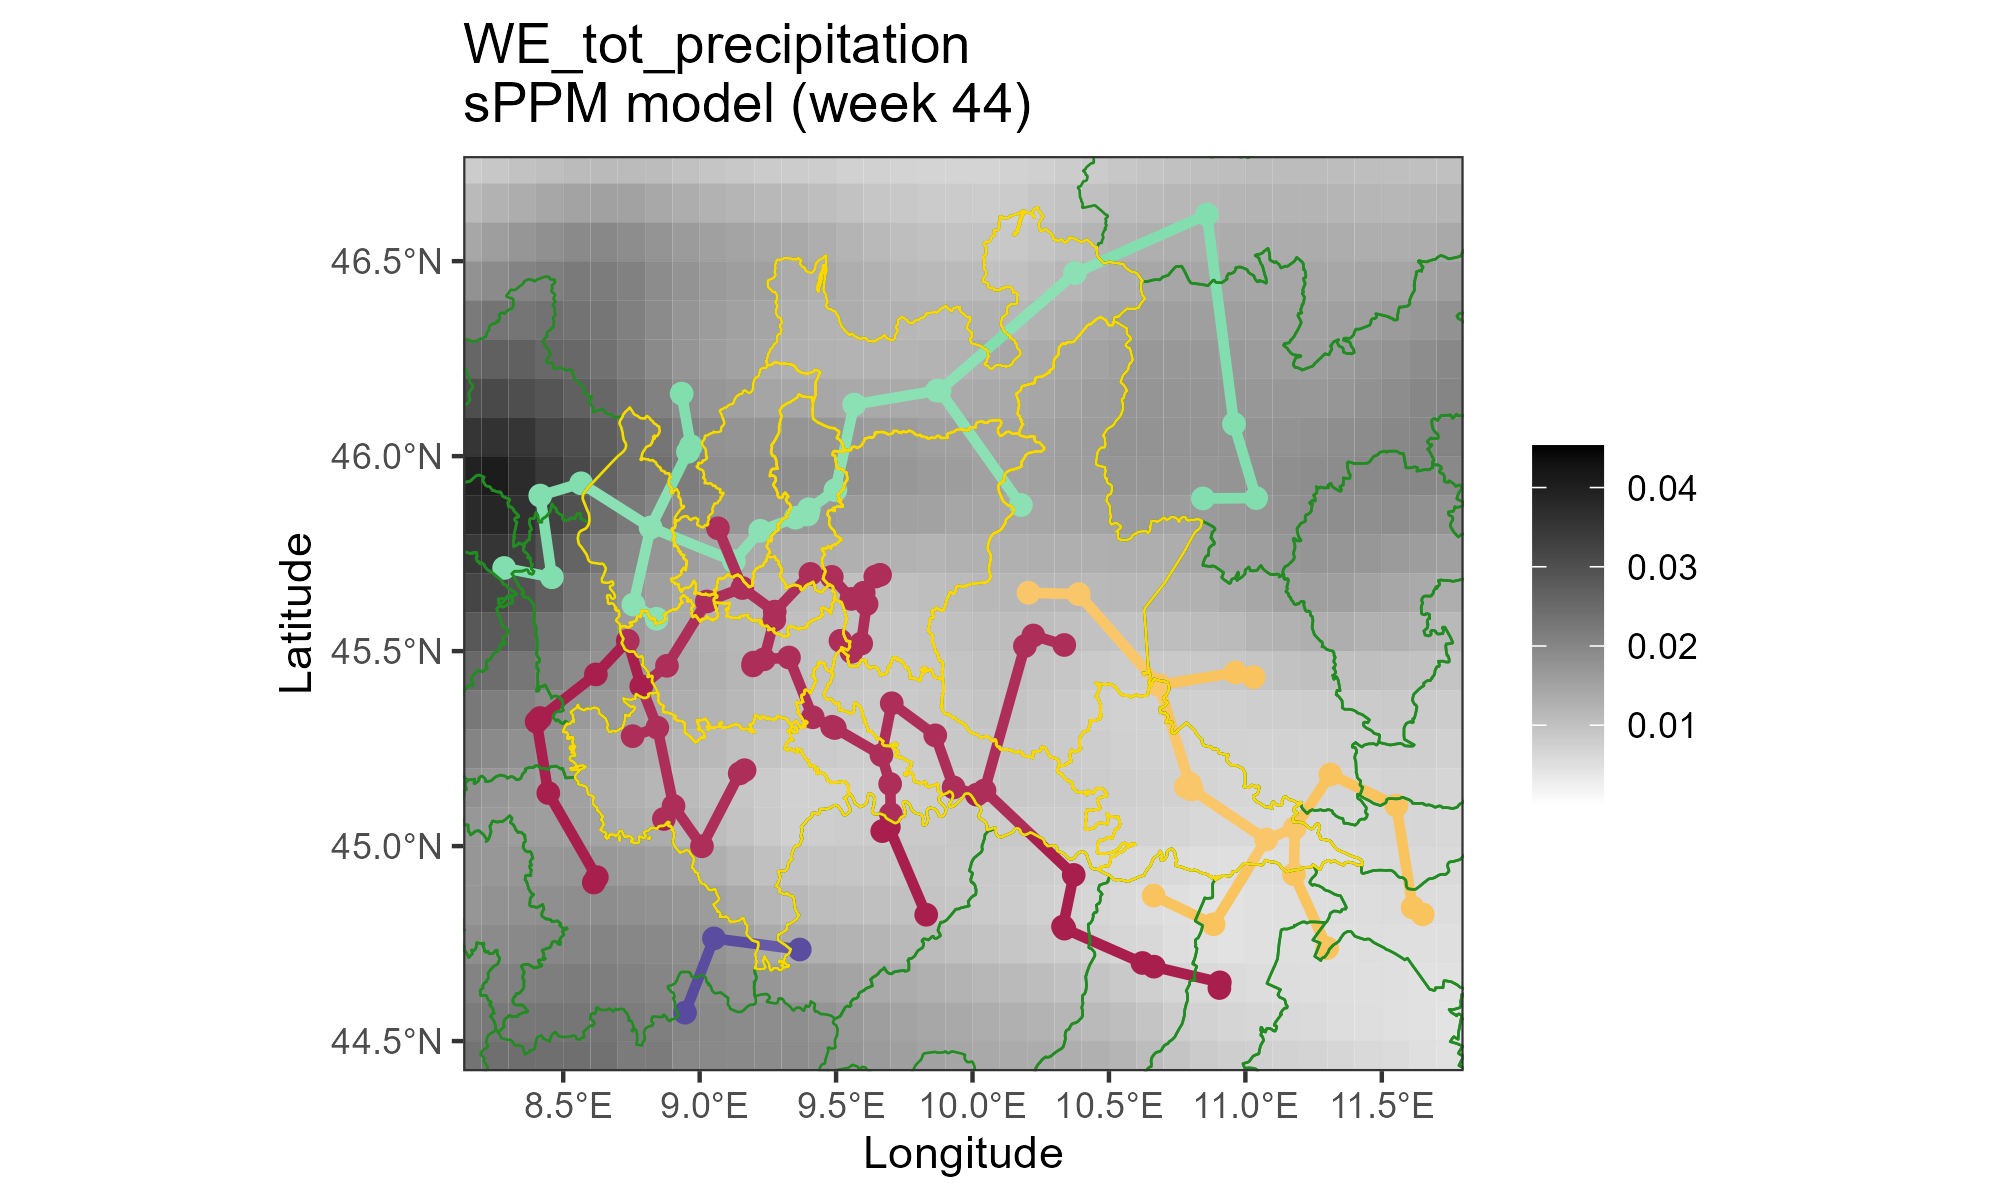 WE_tot_precipitation
sPPM model (week 44)
46.5°N
46.0°N
45.5°N
45.0°N
44.5°N
Latitude
8.5°E 9.0°E 9.5°E 10.0°E 10.5°E 11.0°E 11.5°E
Longitude
0.04
0.03
0.02
0.01